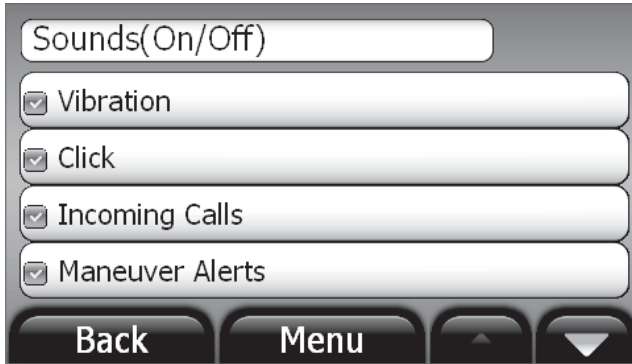 Sounds(On/Off)
Vibration
Click
Incoming Calls
Maneuver Alerts
Back Menu